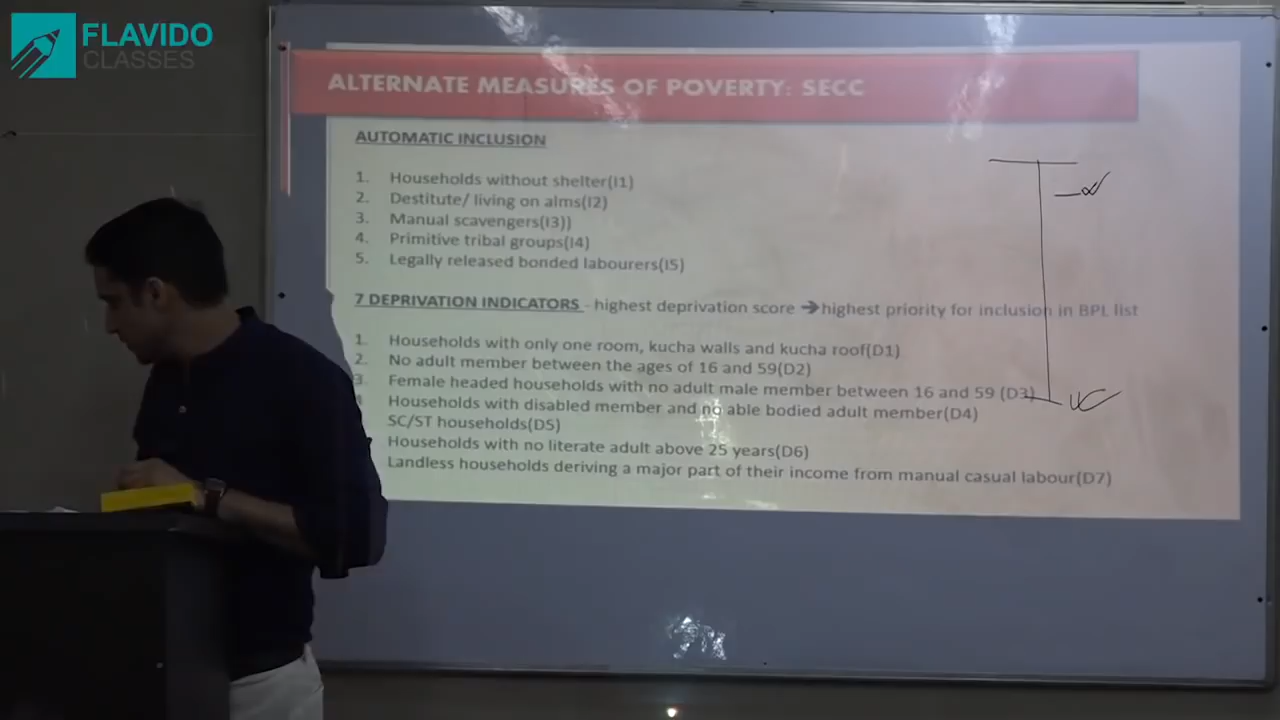 FLAVIDO
CLASSES
ALTERNATE MEASURES OF POVERTY: SECC
AUTOMATIC INCLUSION
1. Households without shelter(I1)
2. Destitute/ living on alms(I2)
3. Manual scavengers(I3))
4. Primitive tribal groups(I4)
5. Legally released bonded labourers(I5)
7 DEPRIVATION INDICATORS - highest deprivation score ➔highest priority for inclusion in BPL list
1. Households with only one room, kucha walls and kucha roof(D1)
2. No adult member between the ages of 16 and 59(D2)
3. Female headed households with no adult male member between 16 and 59 (D3)
Households with disabled member and no able bodied adult member(D4)
SC/ST households(D5)
Households with no literate adult above 25 years(D6)
Landless households deriving a major part of their income from manual casual labour(D7)